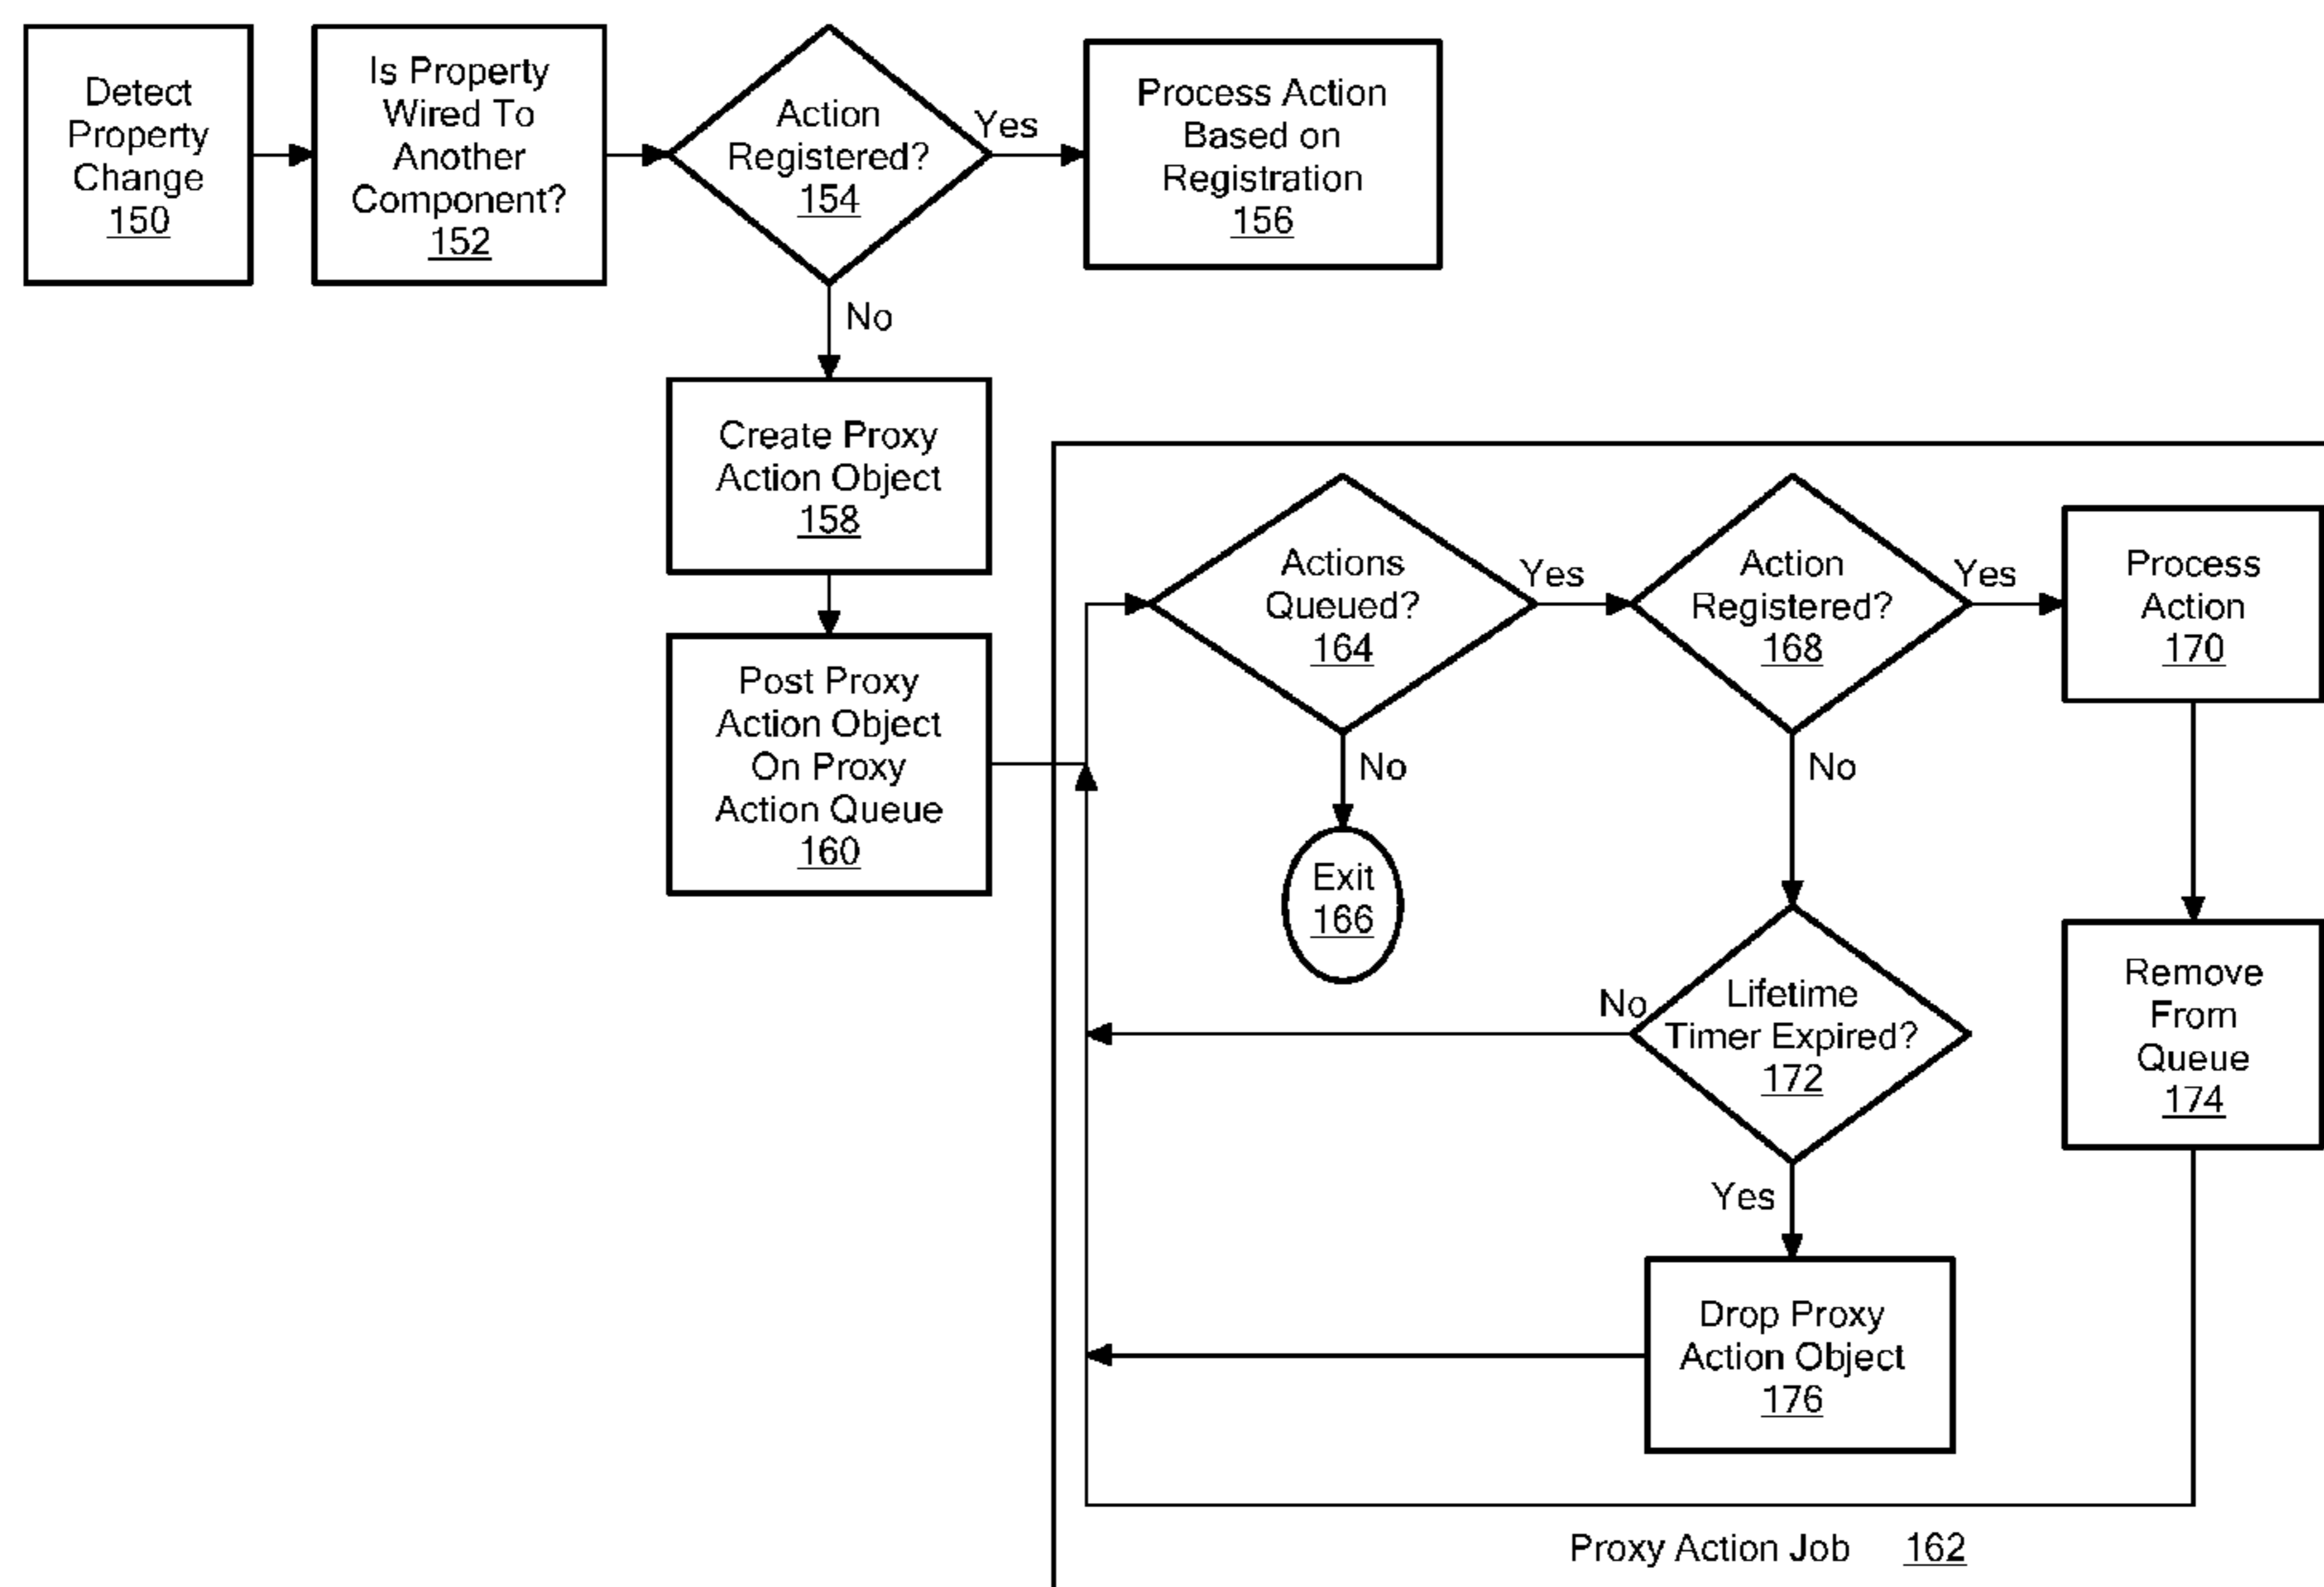 Detect
Property
Change
150
Is Property
Wired To
Another
Component?
152
Action
Registered?
154
Yes
Process Action
Based on
Registration
156
No
Create Proxy
Action Object
158
Post Proxy
Action Object
On Proxy
Action Queue
160
Actions
Queued?
164
Yes
Action
Registered?
168
Yes
Process
Action
170
No
Exit
166
No
Lifetime
Timer Expired?
172
No
Remove
From
Queue
174
Yes
Drop Proxy
Action Object
176
Proxy Action Job 162